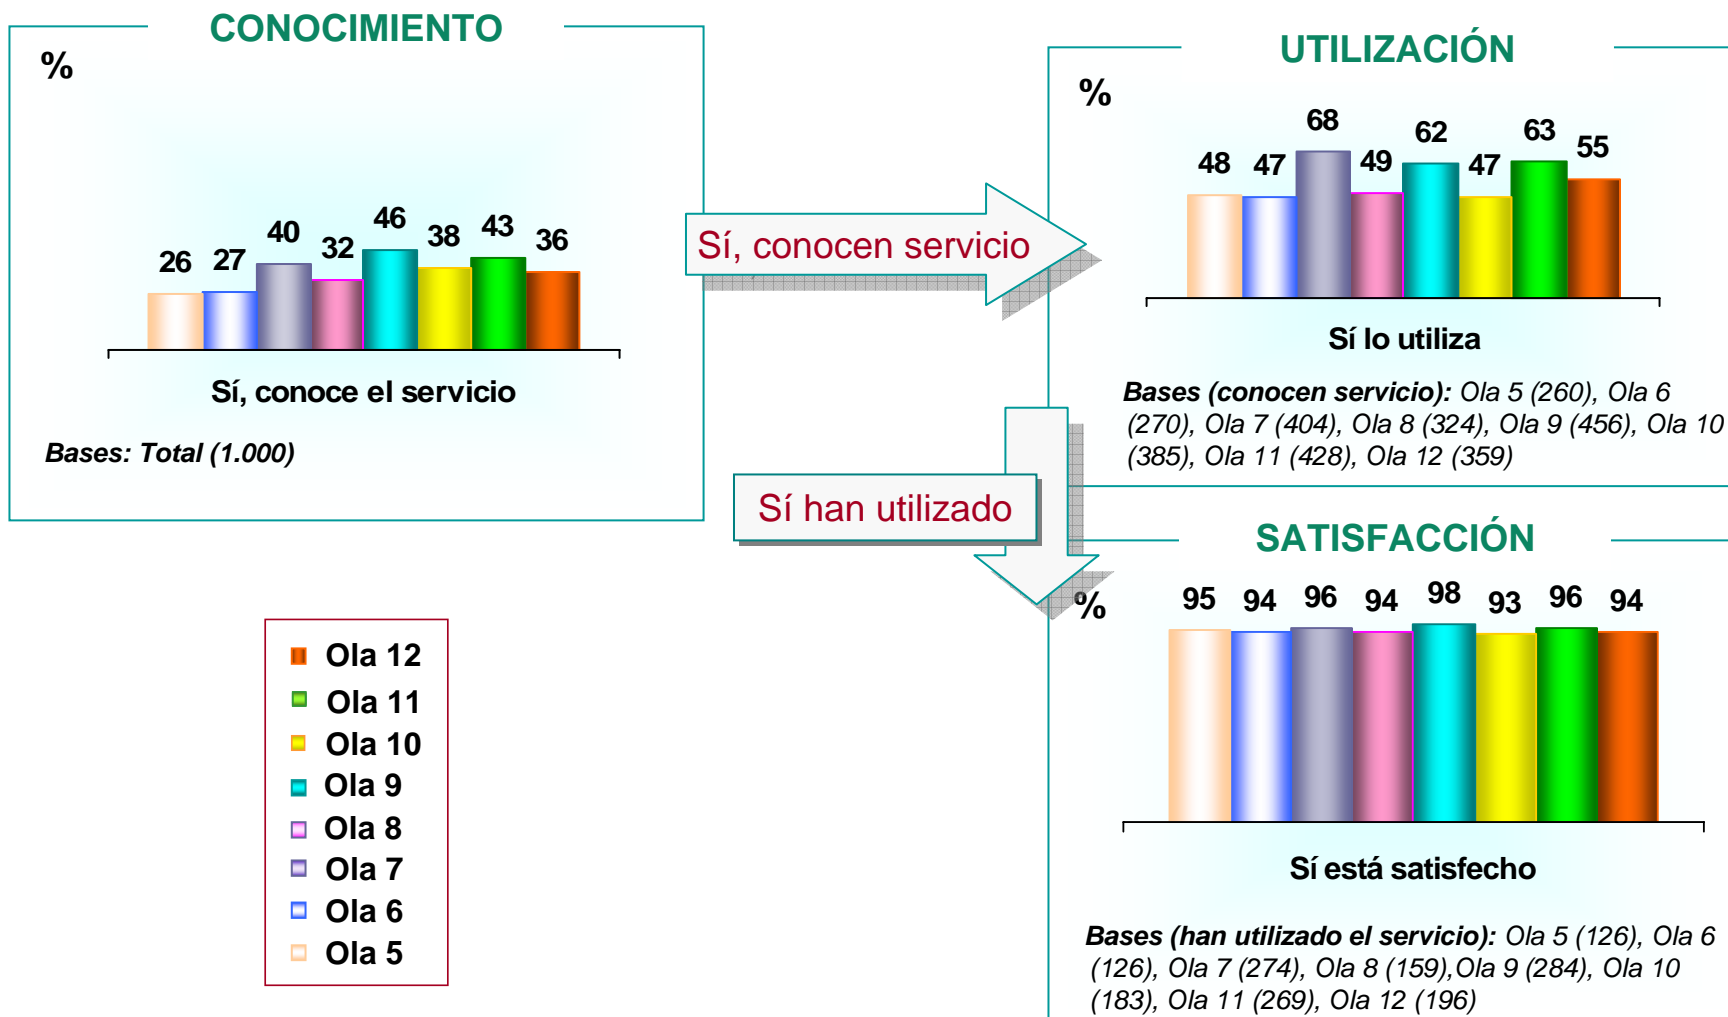 CONOCIMIENTO
%
26 27 40 32 46 38 43 36
Sí, conoce el servicio
Bases: Total (1.000)
Sí, conocen servicio
UTILIZACIÓN
%
48 47 68 49 62 47 63 55
Sí lo utiliza
Bases (conocen servicio): Ola 5 (260), Ola 6
(270), Ola 7 (404), Ola 8 (324), Ola 9 (456), Ola 10
(385), Ola 11 (428), Ola 12 (359)
Sí han utilizado
SATISFACCIÓN
%
95 94 96 94 98 93 96 94
Sí está satisfecho
Bases (han utilizado el servicio): Ola 5 (126), Ola 6
(126), Ola 7 (274), Ola 8 (159),Ola 9 (284), Ola 10
(183), Ola 11 (269), Ola 12 (196)
Ola 12
Ola 11
Ola 10
Ola 9
Ola 8
Ola 7
Ola 6
Ola 5